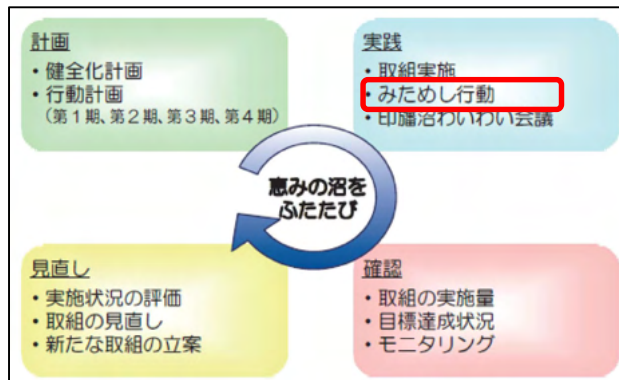 計画
・健全化計画
・行動計画
（第１期、第２期、第３期、第４期）
実践
・取組実施
・みためし行動
・印旛沼わいわい会議
恵みの沼を
ふたたび
見直し
・実施状況の評価
・取組の見直し
・新たな取組の立案
確認
・取組の実施量
・目標達成状況
・モニタリング